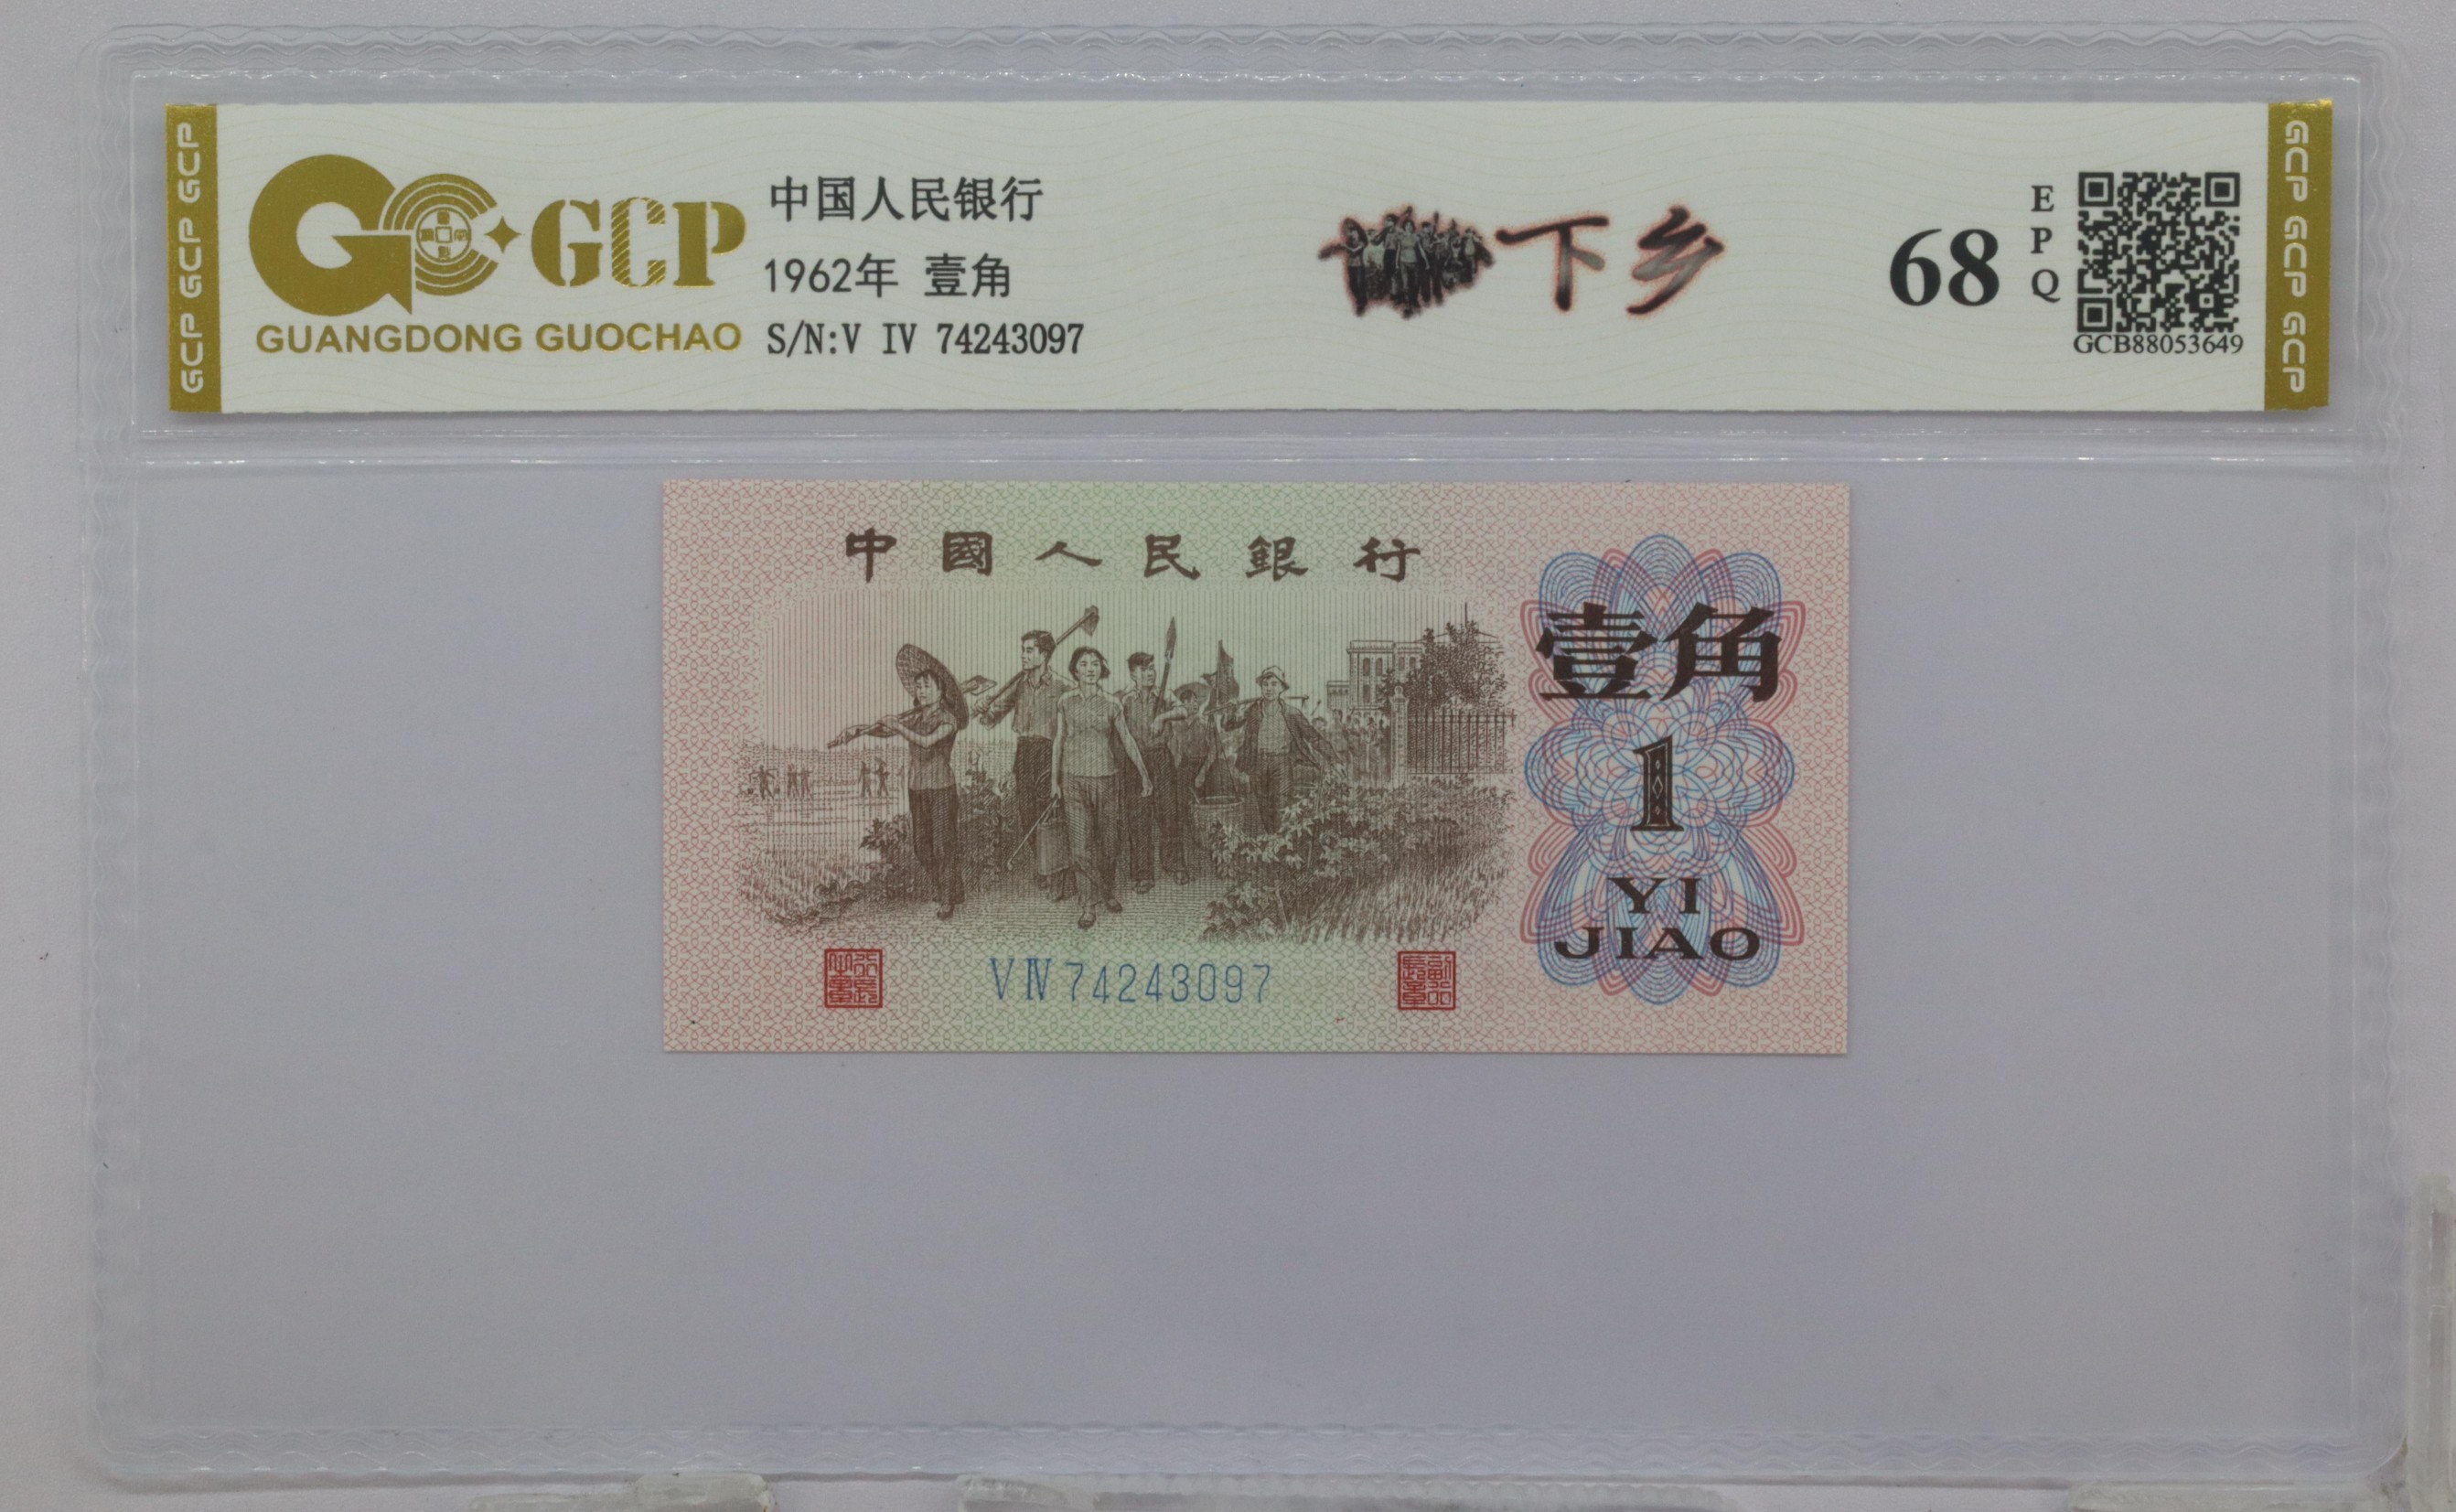 GCP GCP GCP
GCP
GUANGDONG GUOCHAO
中国人民银行
1962年 壹角
S/N:V IV 74243097
下乡
68
EPQ
GCB88053649
GCP GCP GCP
中國人民銀行
壹角
1
YI
JIAO
V IV 74243097